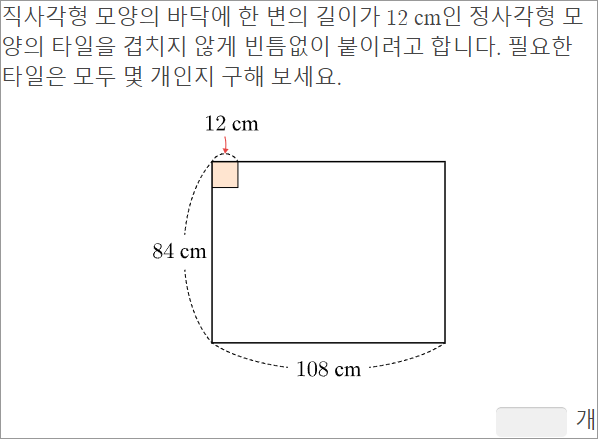 직사각형 모양의 바닥에 한 변의 길이가 12 cm인 정사각형 모
양의 타일을 겹치지 않게 빈틈없이 붙이려고 합니다. 필요한
타일은 모두 몇 개인지 구해 보세요.
12 cm
84 cm
108 cm
개